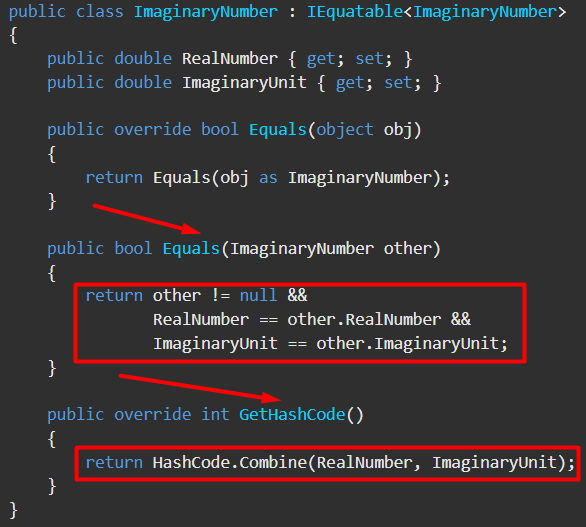 public class ImaginaryNumber : IEquatable<ImaginaryNumber>
{
    public double RealNumber { get; set; }
    public double ImaginaryUnit { get; set; }
    public override bool Equals(object obj)
    {
        return Equals(obj as ImaginaryNumber);
    }
    public bool Equals(ImaginaryNumber other)
    {
        return other != null &&
               RealNumber == other.RealNumber &&
               ImaginaryUnit == other.ImaginaryUnit;
    }
    public override int GetHashCode()
    {
        return HashCode.Combine(RealNumber, ImaginaryUnit);
    }
}